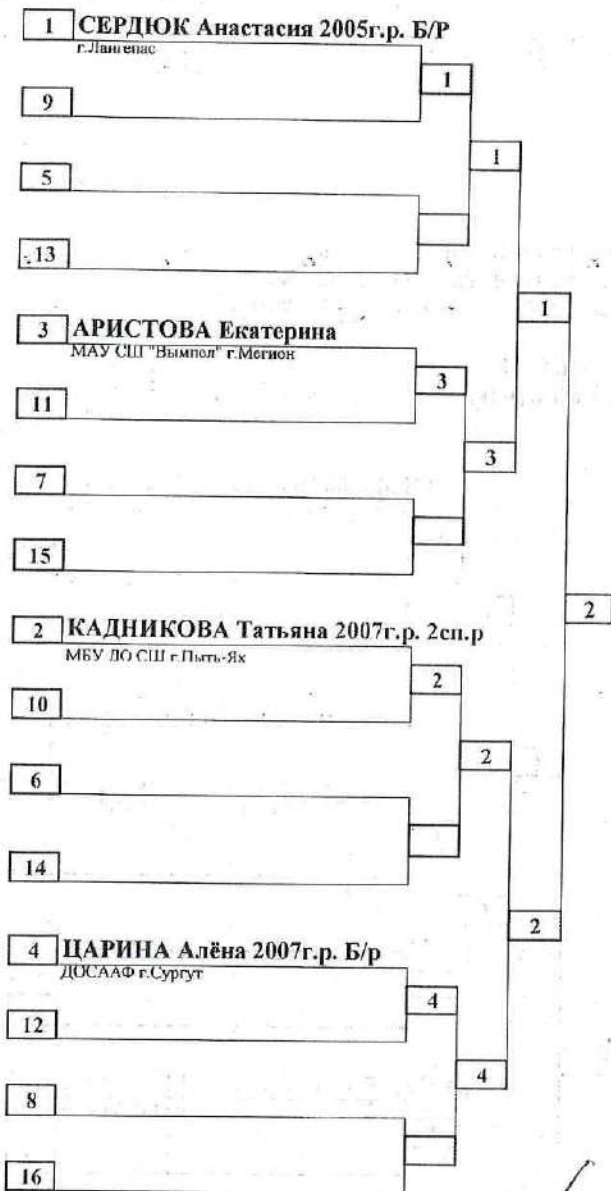 1 СЕРДЮК Анастасия 2005г.р. Б/Р
г.Лангепас
1
9
1
5
13
1
3 АРИСТОВА Екатерина
МАУ СШ "Вымпел" г.Мегион
3
11
3
7
15
2
2 КАДНИКОВА Татьяна 2007г.р. 2сп.р
МБУ ДО СШ г.Пыть-Ях
2
10
2
6
14
2
4 ЦАРИНА Алёна 2007г.р. Б/р
ДОСААФ г.Сургут
4
12
4
8
16